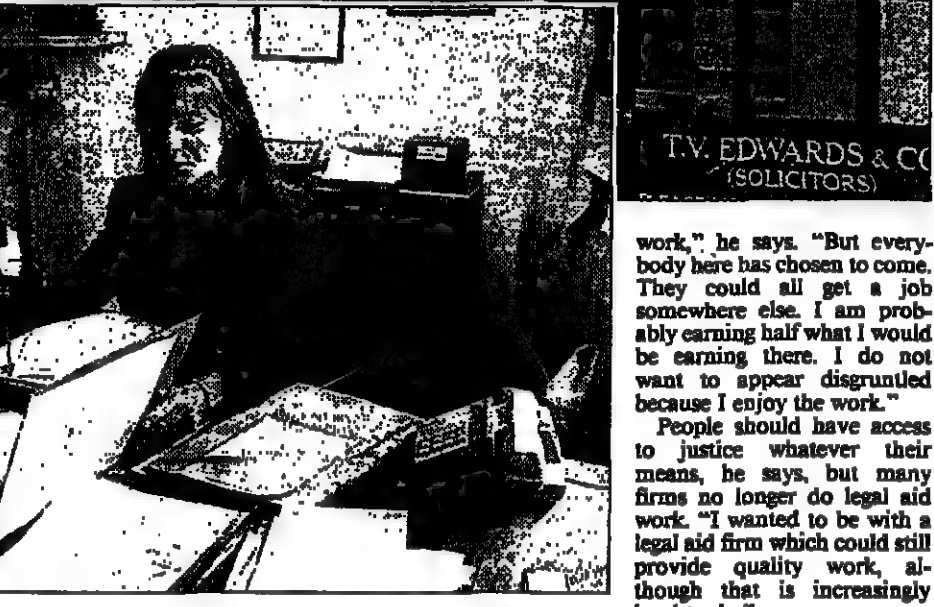 T.V. EDWARDS & CO
(SOLICITORS)
work," he says. "But every-
body here has chosen to come.
They could all get a job
somewhere else. I am prob-
ably earning half what I would
be earning there. I do not
want to appear disgruntled
because I enjoy the work."
People should have access
to justice whatever their
means, he says, but many
firms no longer do legal aid
work. "I wanted to be with a
legal aid firm which could still
provide quality work, al-
though that is increasingly